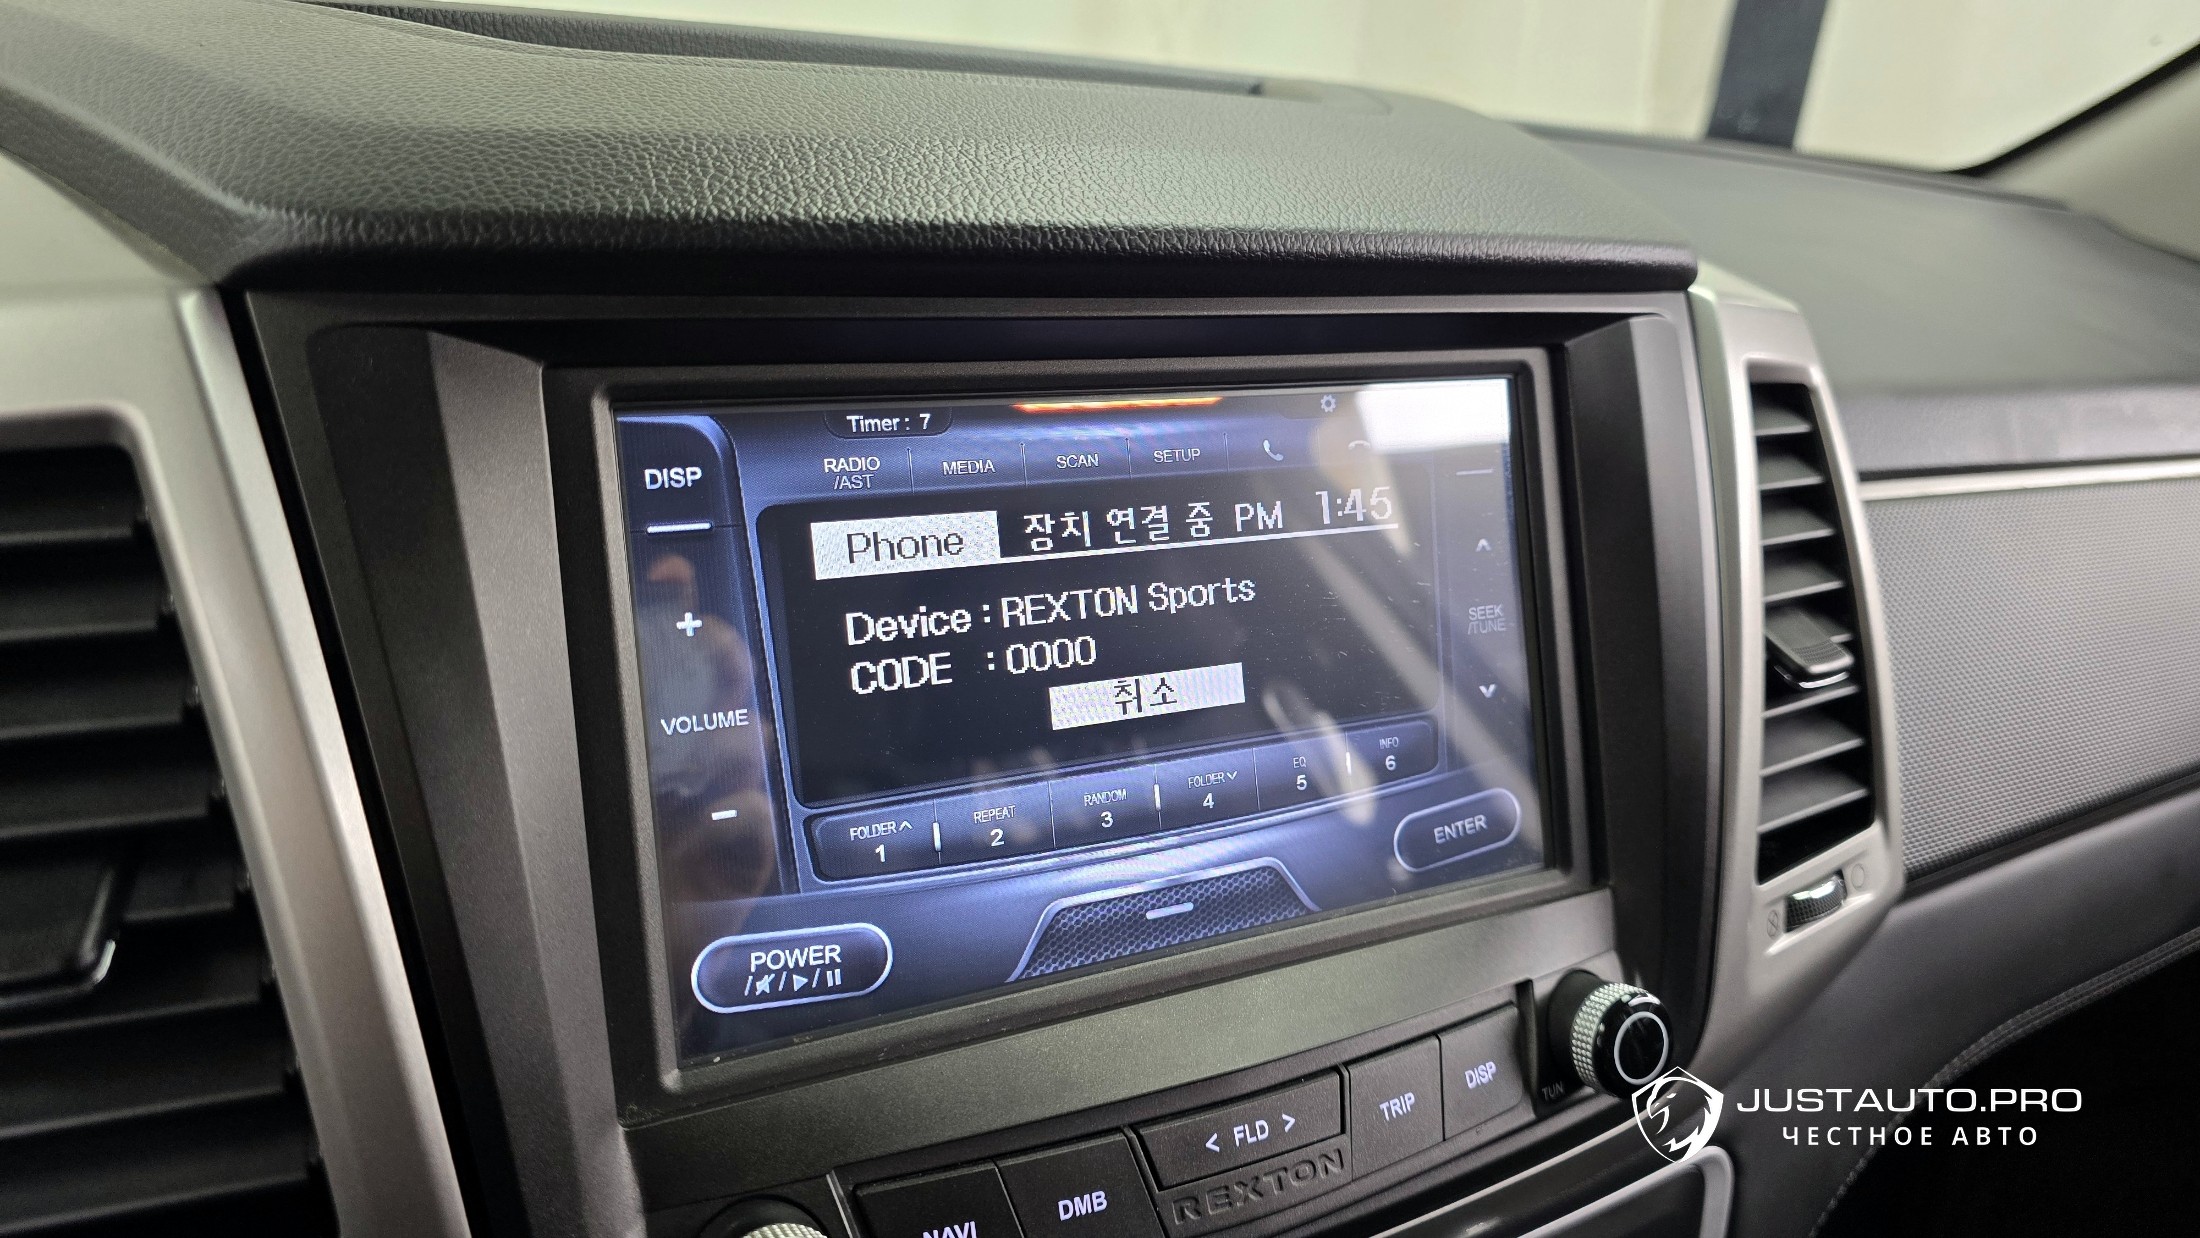 Timer : 7
DISP
RADIO
/AST
MEDIA
SCAN
SETUP
Phone 장치 연결 중 PM 1:45
Device : REXTON Sports
CODE : 0000
취소
VOLUME
SEEK
/TUNE
FOLDER
1
REPEAT
2
RANDOM
3
FOLDER
4
EQ
5
INFO
6
ENTER
POWER
TUN
< FLD >
TRIP
DISP
REXTON
NAVI
DMB
JUSTAUTO.PRO
ЧЕСТНОЕ АВТО